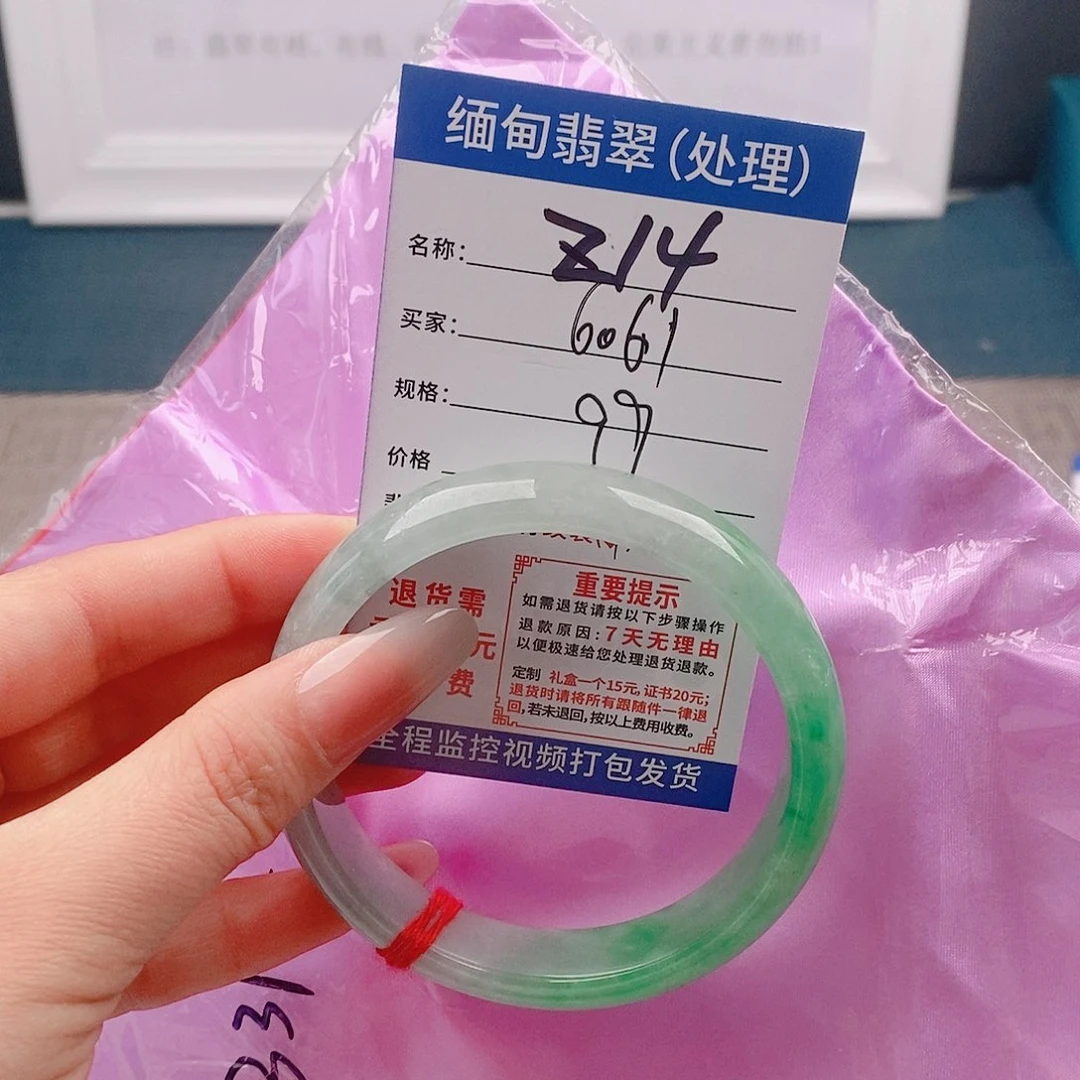 缅甸翡翠(处理)
名称: Z14
买家: 6061
规格: 99
价格
退货需
元
费
重要提示
如需退货请按以下步骤操作
退款原因:7天无理由
以便极速给您处理退货退款。
定制 礼盒一个15元,证书20元;
退货时请将所有跟随件一律退
回,若未退回,按以上费用收费。
全程监控视频打包发货